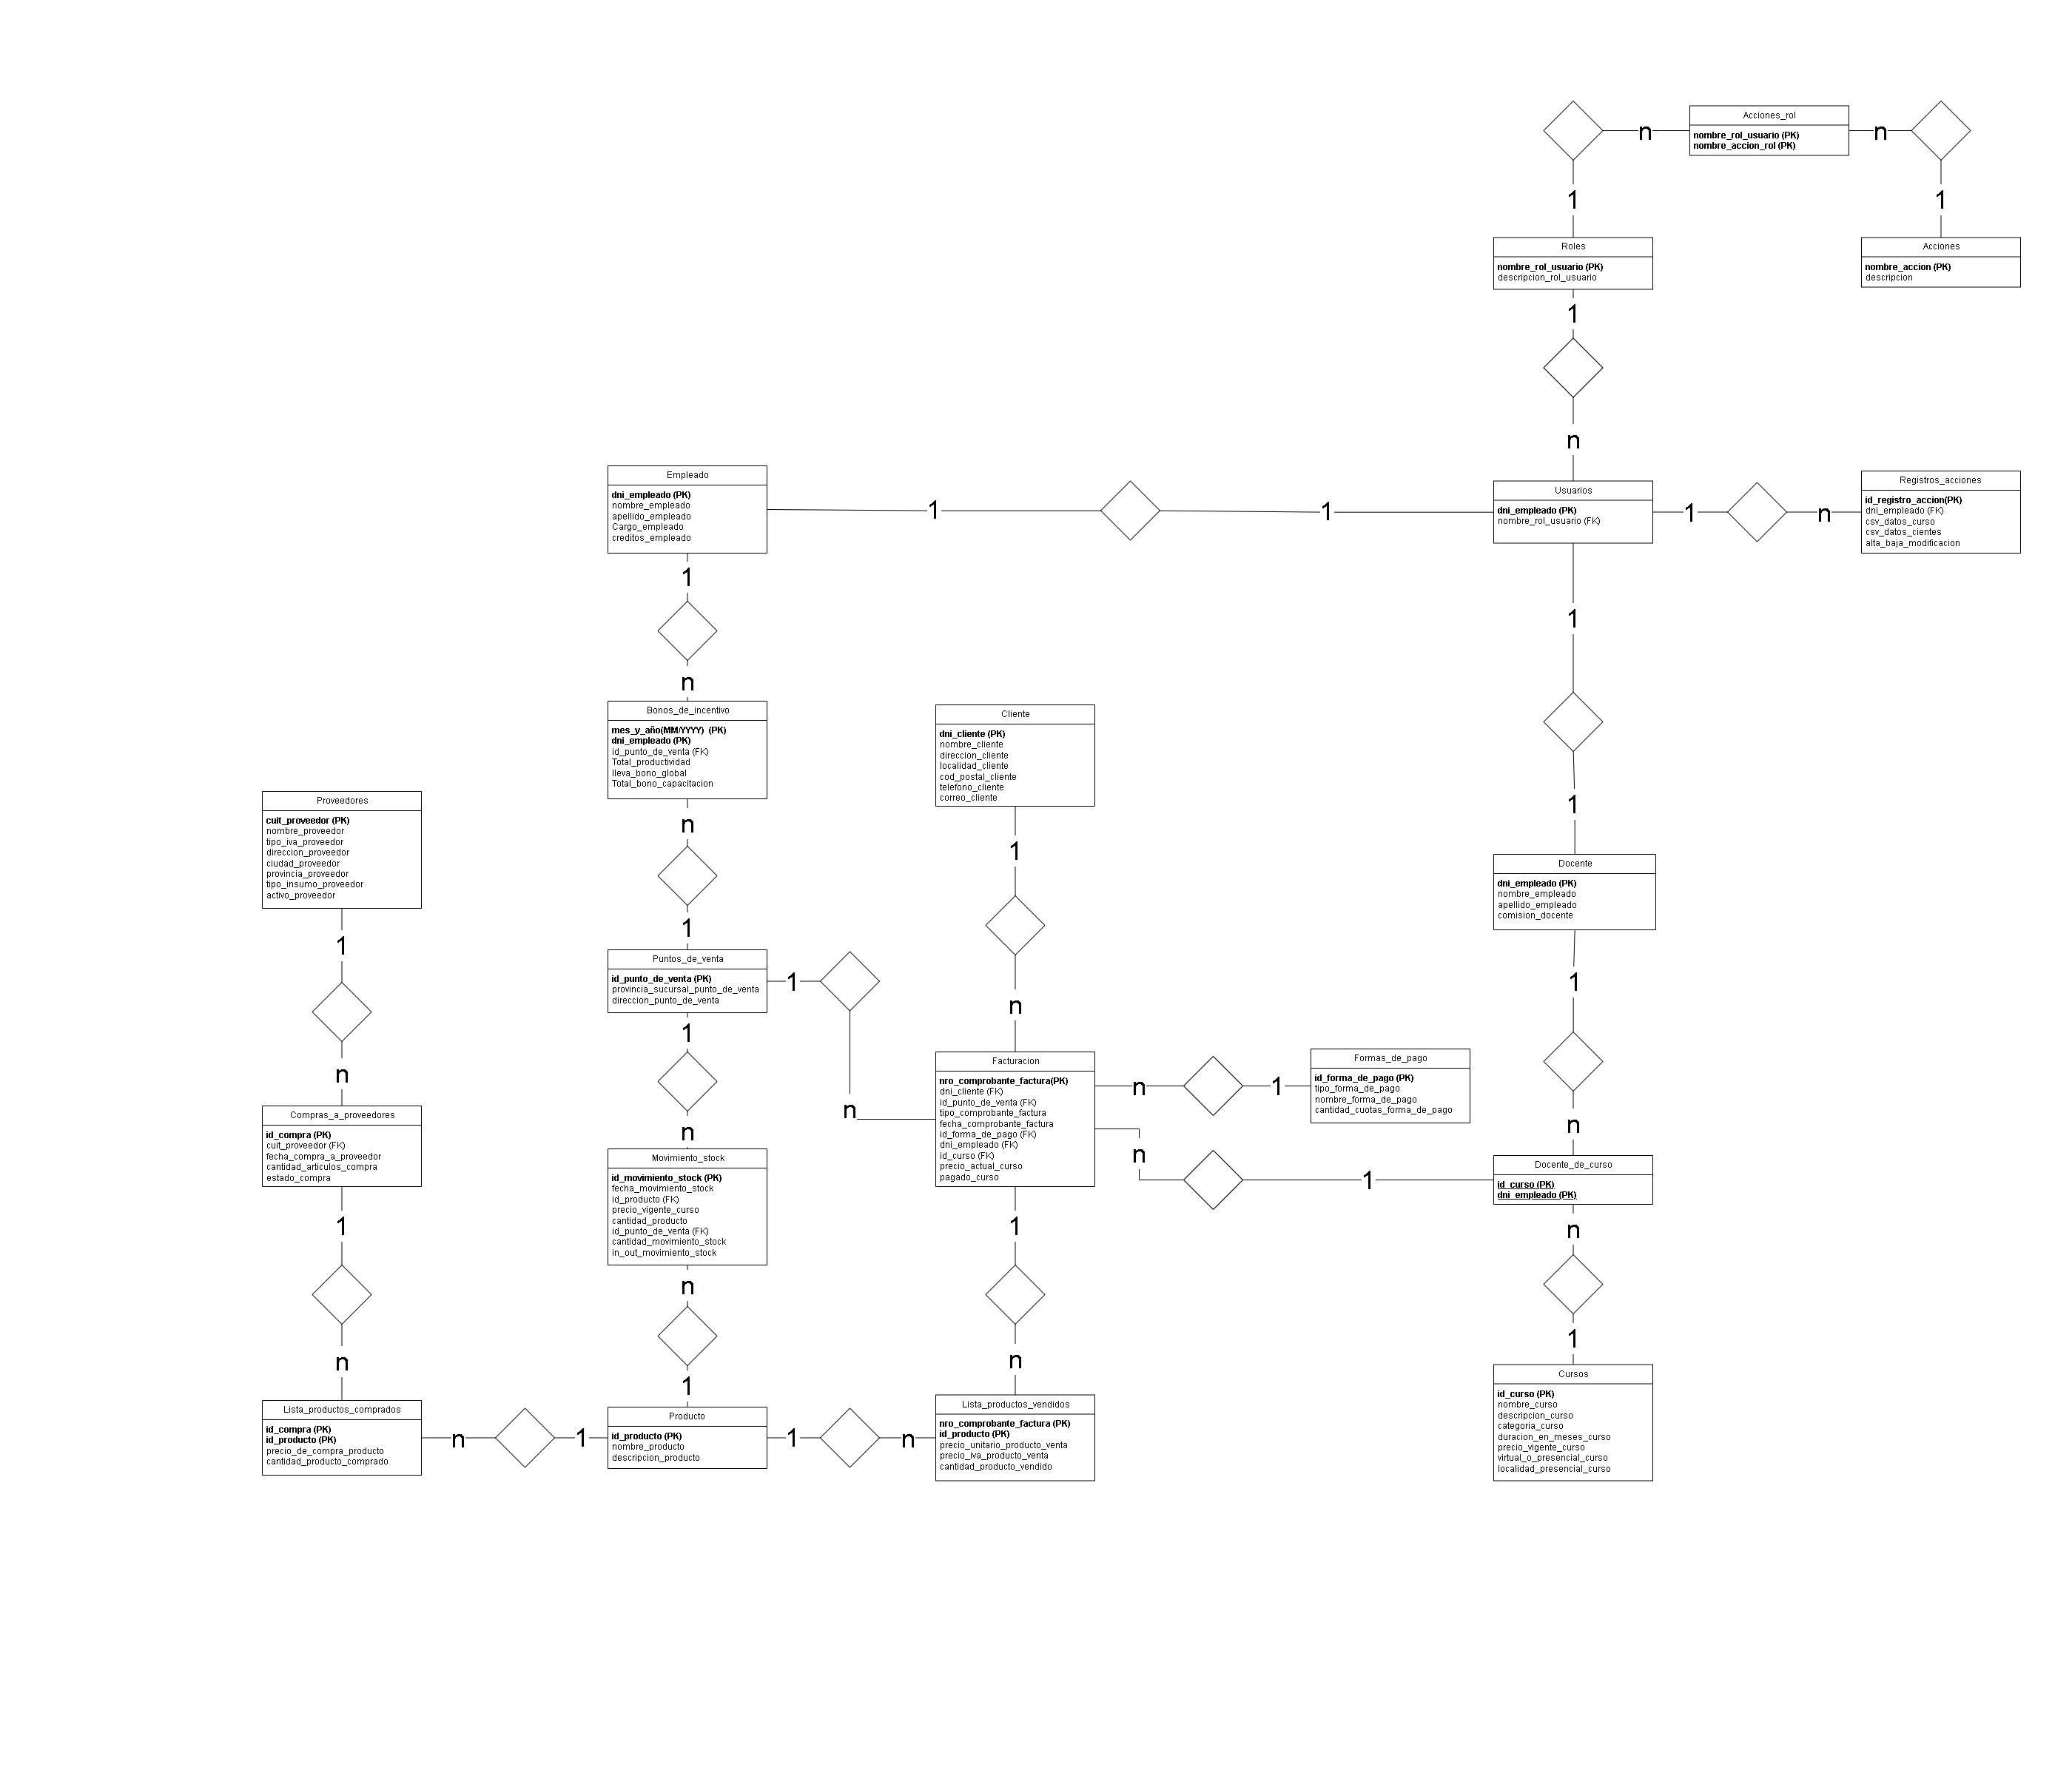 Acciones_rol
nombre_rol_usuario (PK)
nombre_accion_rol (PK)
n
n
1
1
Roles
nombre_rol_usuario (PK)
descripcion_rol_usuario
Acciones
nombre_accion (PK)
descripcion
1
n
Empleado
dni_empleado (PK)
nombre_empleado
apellido_empleado
Cargo_empleado
creditos_empleado
1
1
Usuarios
dni_empleado (PK)
nombre_rol_usuario (FK)
1
n
Registros_acciones
id_registro_accion(PK)
dni_empleado (FK)
csv_datos_curso
csv_datos_cientes
alta_baja_modificacion
1
n
1
1
Bonos_de_incentivo
mes_y_año(MM/YYYY) (PK)
dni_empleado (PK)
id_punto_de_venta (FK)
Total_productividad
lleva_bono_global
Total_bono_capacitacion
Cliente
dni_cliente (PK)
nombre_cliente
direccion_cliente
localidad_cliente
cod_postal_cliente
telefono_cliente
correo_cliente
Proveedores
cuit_proveedor (PK)
nombre_proveedor
tipo_iva_proveedor
direccion_proveedor
ciudad_proveedor
provincia_proveedor
tipo_insumo_proveedor
activo_proveedor
n
1
1
n
Docente
dni_empleado (PK)
nombre_empleado
apellido_empleado
comision_docente
1
n
1
n
Puntos_de_venta
id_punto_de_venta (PK)
provincia_sucursal_punto_de_venta
direccion_punto_de_venta
1
n
1
n
Compras_a_proveedores
id_compra (PK)
cuit_proveedor (FK)
fecha_compra_a_proveedor
cantidad_articulos_compra
estado_compra
Movimiento_stock
id_movimiento_stock (PK)
fecha_movimiento_stock
id_producto (FK)
precio_vigente_curso
cantidad_producto
id_punto_de_venta (FK)
cantidad_movimiento_stock
in_out_movimiento_stock
Facturacion
nro_comprobante_factura(PK)
dni_cliente (FK)
id_punto_de_venta (FK)
tipo_comprobante_factura
fecha_comprobante_factura
id_forma_de_pago (FK)
dni_empleado (FK)
id_curso (FK)
precio_actual_curso
pagado_curso
n
1
Formas_de_pago
id_forma_de_pago (PK)
tipo_forma_de_pago
nombre_forma_de_pago
cantidad_cuotas_forma_de_pago
n
1
Docente_de_curso
id_curso (PK)
dni_empleado (PK)
1
n
n
1
1
n
n
1
Lista_productos_comprados
id_compra (PK)
id_producto (PK)
precio_de_compra_producto
cantidad_producto_comprado
n
1
Producto
id_producto (PK)
nombre_producto
descripcion_producto
1
n
Lista_productos_vendidos
nro_comprobante_factura (PK)
id_producto (PK)
precio_unitario_producto_venta
precio_iva_producto_venta
cantidad_producto_vendido
Cursos
id_curso (PK)
nombre_curso
descripcion_curso
categoria_curso
duracion_en_meses_curso
precio_vigente_curso
virtual_o_presencial_curso
localidad_presencial_curso